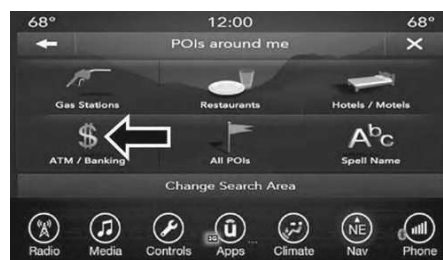 68° 12:00 68°
POIs around me
Gas Stations Restaurants Hotels / Motels
$ Abc
ATM / Banking All POIs Spell Name
Change Search Area
NE
Radio Media Controls Apps Climate Nav Phone